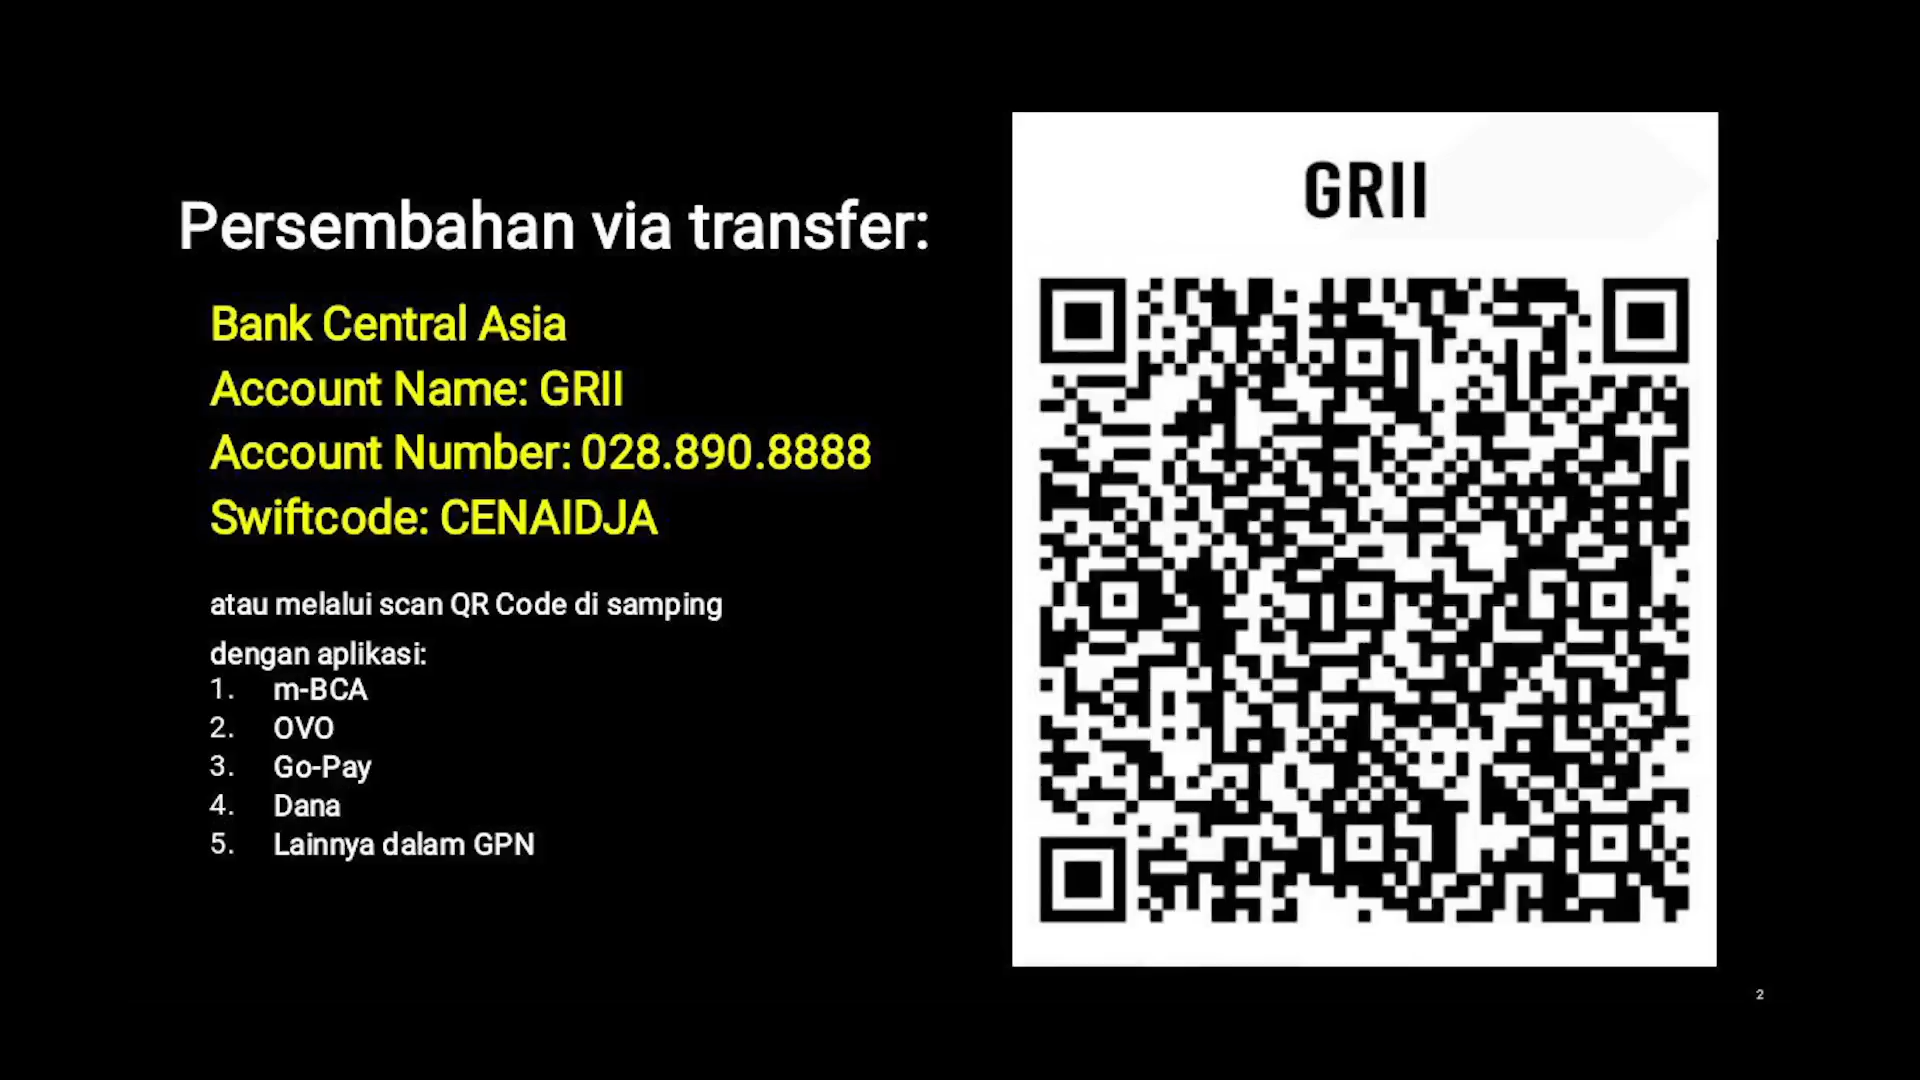 Persembahan via transfer:
Bank Central Asia
Account Name: GRII
Account Number: 028.890.8888
Swiftcode: CENAIDJA
atau melalui scan QR Code di samping
dengan aplikasi:
1. m-BCA
2. OVO
3. Go-Pay
4. Dana
5. Lainnya dalam GPN
GRII
2